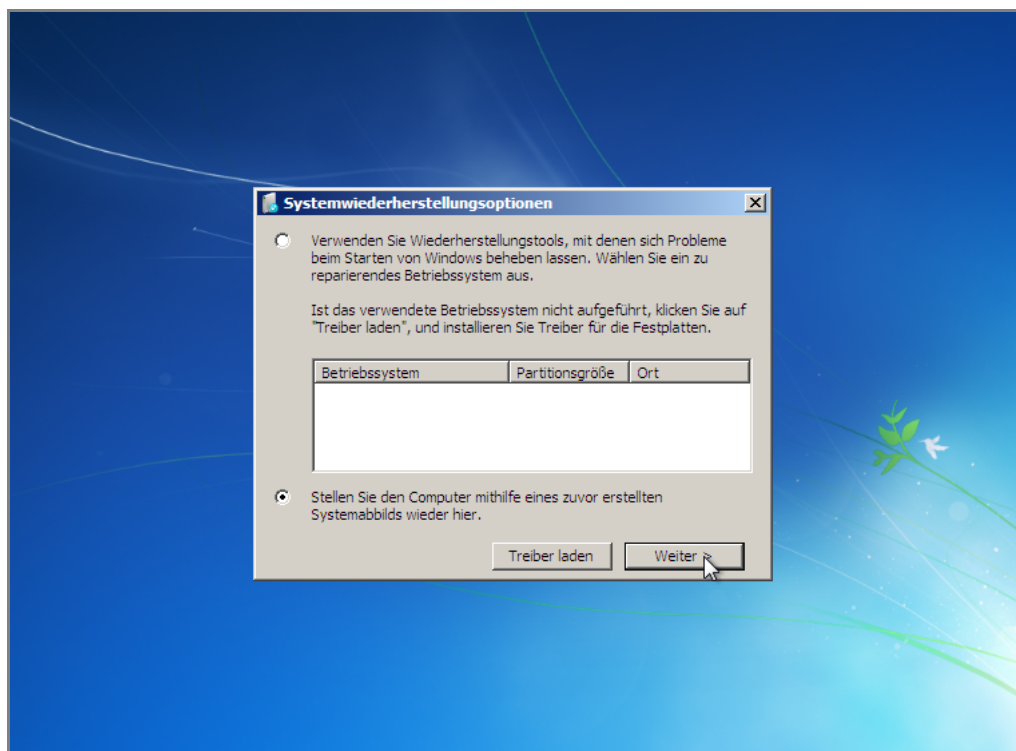 Systemwiederherstellungsoptionen
Verwenden Sie Wiederherstellungstools, mit denen sich Probleme
beim Starten von Windows beheben lassen. Wählen Sie ein zu
reparierendes Betriebssystem aus.
Ist das verwendete Betriebssystem nicht aufgeführt, klicken Sie auf
"Treiber laden", und installieren Sie Treiber für die Festplatten.
Betriebssystem Partitionsgröße Ort
Stellen Sie den Computer mithilfe eines zuvor erstellten
Systemabbilds wieder hier.
Treiber laden Weiter >